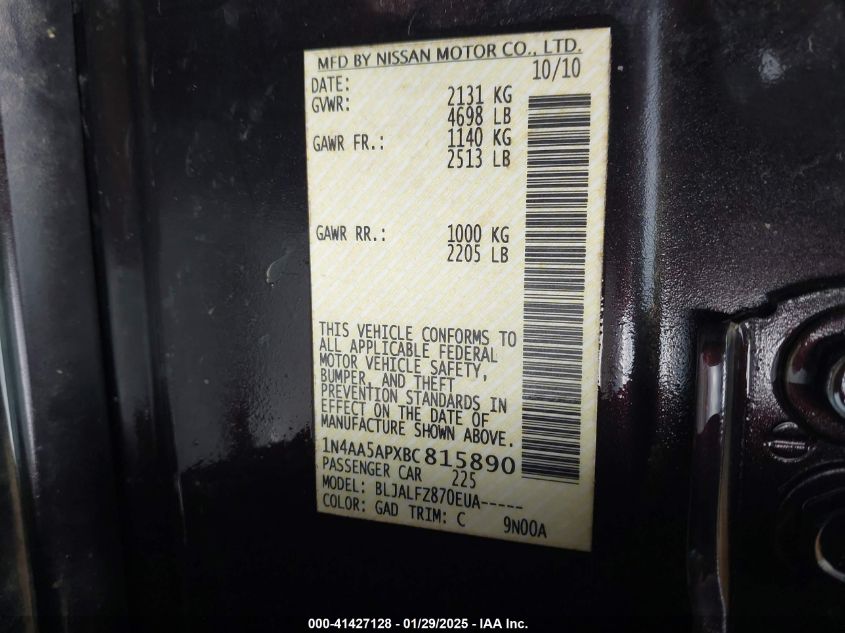 MFD BY NISSAN MOTOR CO., LTD.
DATE: 10/10
GVWR: 2131 KG
4698 LB
GAWR FR.: 1140 KG
2513 LB
GAWR RR.: 1000 KG
2205 LB
THIS VEHICLE CONFORMS TO
ALL APPLICABLE FEDERAL
MOTOR VEHICLE SAFETY,
BUMPER, AND THEFT
PREVENTION STANDARDS IN
EFFECT ON THE DATE OF
MANUFACTURE SHOWN ABOVE.
1N4AA5APXBC815890
PASSENGER CAR 225
MODEL: BLJALFZ870EUA-----
COLOR: GAD TRIM: C 9N00A
000-41427128 - 01/29/2025 - IAA Inc.